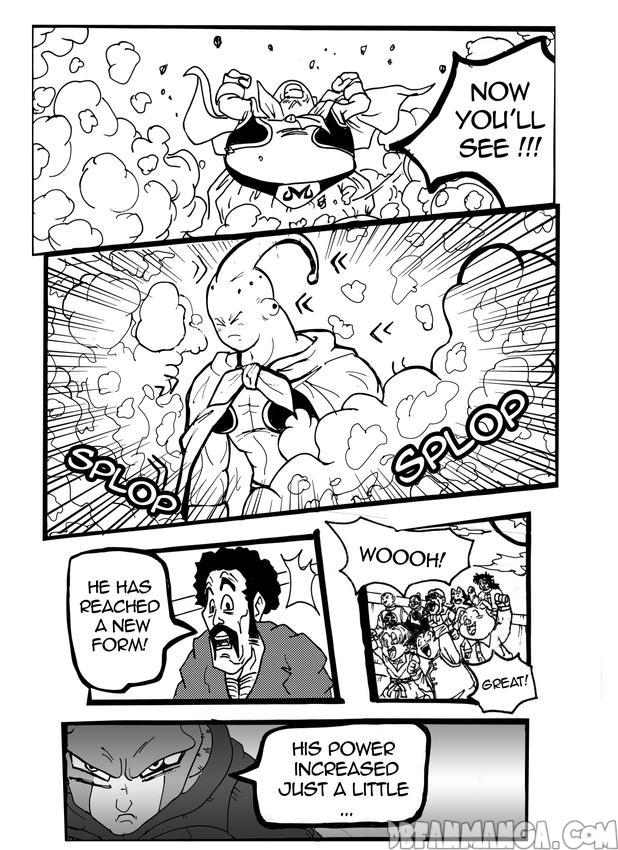 NOW
YOU'LL
SEE !!!
SPLOP
SPLOP
HE HAS
REACHED
A NEW
FORM!
WOOOH!
GREAT!
HIS POWER
INCREASED
JUST A LITTLE
...
DBFANMANGA.COM